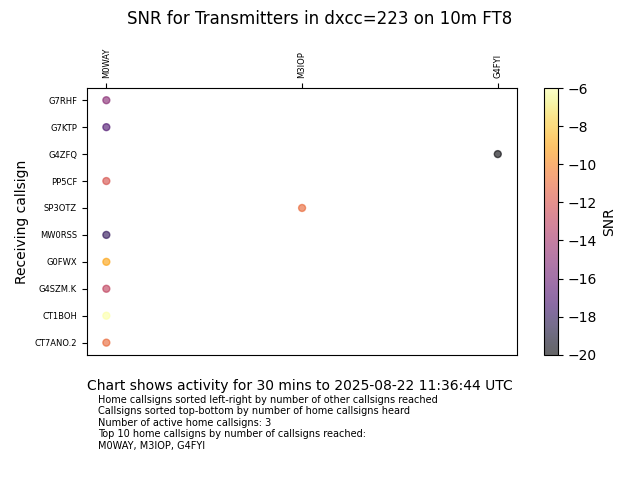 SNR for Transmitters in dxcc=223 on 10m FT8
M0WAY
M3IOP
G4FYI
G7RHF
G7KTP
G4ZFQ
PP5CF
SP3OTZ
MW0RSS
G0FWX
G4SZM.K
CT1BOH
CT7ANO.2
Receiving callsign
−6
−8
−10
−12
−14
−16
−18
−20
SNR
Chart shows activity for 30 mins to 2025-08-22 11:36:44 UTC
Home callsigns sorted left-right by number of other callsigns reached
Callsigns sorted top-bottom by number of home callsigns heard
Number of active home callsigns: 3
Top 10 home callsigns by number of callsigns reached:
M0WAY, M3IOP, G4FYI